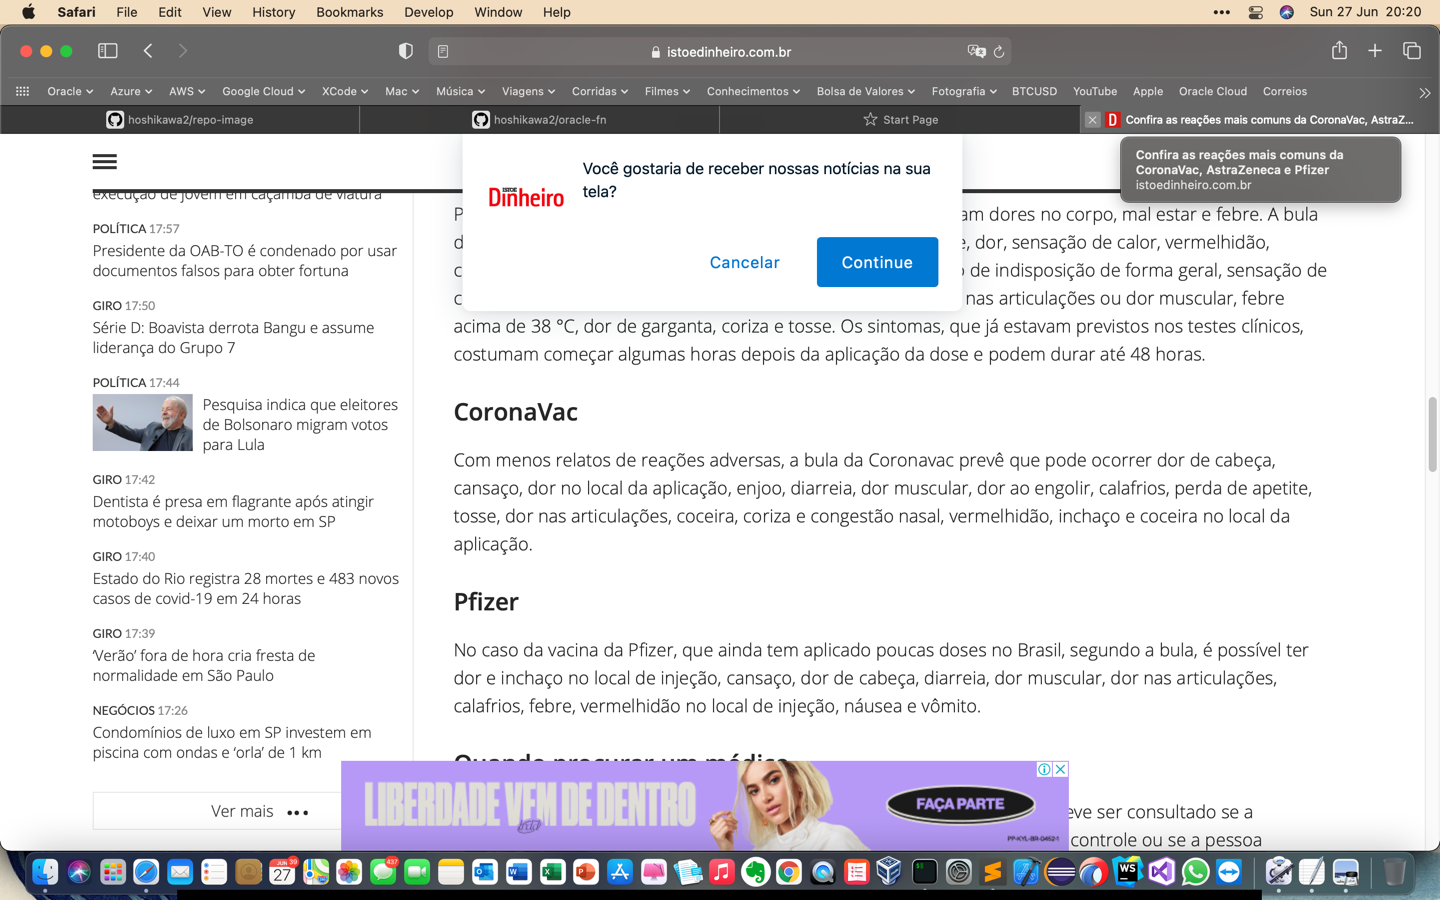 Safari File Edit View History Bookmarks Develop Window Help
Sun 27 Jun 20:20
istoedinheiro.com.br
Oracle Azure AWS Google Cloud XCode Mac Música Viagens Corridas Filmes Conhecimentos Bolsa de Valores Fotografia BTCUSD YouTube Apple Oracle Cloud Correios
hoshikawa2/repo-image
hoshikawa2/oracle-fn
Start Page
D Confira as reações mais comuns da CoronaVac, AstraZ...
Confira as reações mais comuns da
CoronaVac, AstraZeneca e Pfizer
istoedinheiro.com.br
Você gostaria de receber nossas notícias na sua
tela?
ISTOÉ
Dinheiro
Cancelar
Continue
execução de jovem em caçamba de viatura
POLÍTICA 17:57
Presidente da OAB-TO é condenado por usar
documentos falsos para obter fortuna
GIRO 17:50
Série D: Boavista derrota Bangu e assume
liderança do Grupo 7
POLÍTICA 17:44
Pesquisa indica que eleitores
de Bolsonaro migram votos
para Lula
GIRO 17:42
Dentista é presa em flagrante após atingir
motoboys e deixar um morto em SP
GIRO 17:40
Estado do Rio registra 28 mortes e 483 novos
casos de covid-19 em 24 horas
GIRO 17:39
‘Verão’ fora de hora cria fresta de
normalidade em São Paulo
NEGÓCIOS 17:26
Condomínios de luxo em SP investem em
piscina com ondas e ‘orla’ de 1 km
Ver mais
am dores no corpo, mal estar e febre. A bula
e, dor, sensação de calor, vermelhidão,
de indisposição de forma geral, sensação de
nas articulações ou dor muscular, febre
acima de 38 °C, dor de garganta, coriza e tosse. Os sintomas, que já estavam previstos nos testes clínicos,
costumam começar algumas horas depois da aplicação da dose e podem durar até 48 horas.
CoronaVac
Com menos relatos de reações adversas, a bula da Coronavac prevê que pode ocorrer dor de cabeça,
cansaço, dor no local da aplicação, enjoo, diarreia, dor muscular, dor ao engolir, calafrios, perda de apetite,
tosse, dor nas articulações, coceira, coriza e congestão nasal, vermelhidão, inchaço e coceira no local da
aplicação.
Pfizer
No caso da vacina da Pfizer, que ainda tem aplicado poucas doses no Brasil, segundo a bula, é possível ter
dor e inchaço no local de injeção, cansaço, dor de cabeça, diarreia, dor muscular, dor nas articulações,
calafrios, febre, vermelhidão no local de injeção, náusea e vômito.
Quando procurar um médico
eve ser consultado se a
controle ou se a pessoa
LIBERDADE VEM DE DENTRO
FAÇA PARTE
PP-KYL-BR-0452-1
JUN 39
27
437
WS